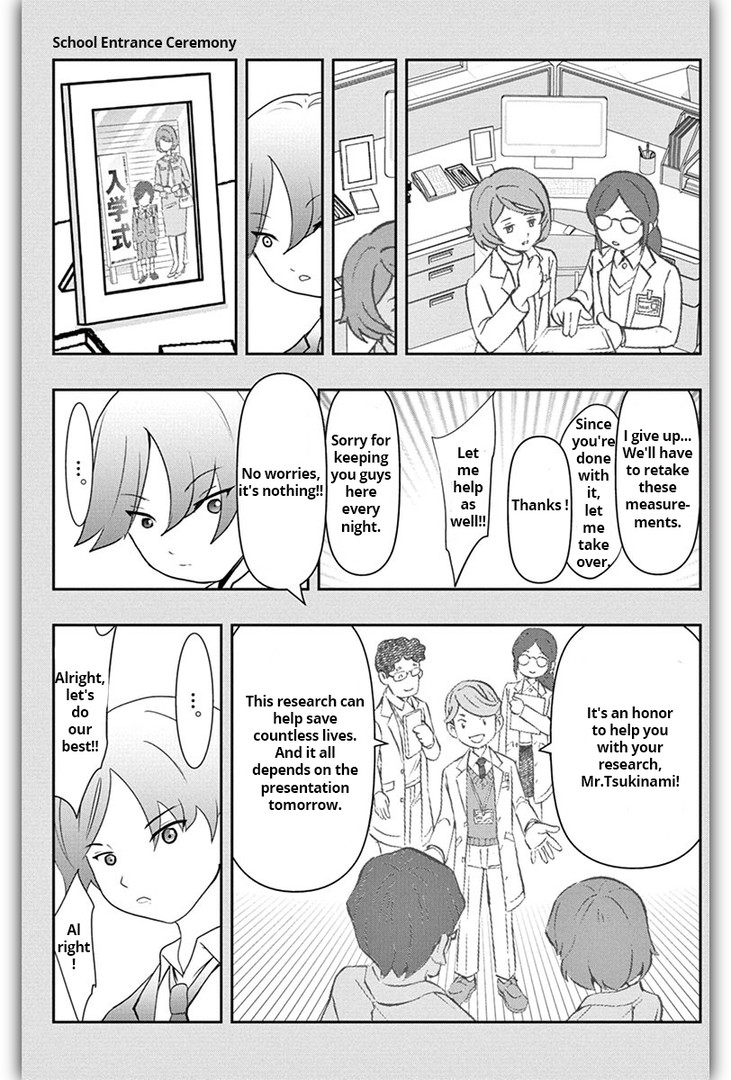 School Entrance Ceremony
入学式
I give up...
We'll have
to retake
these
measure-
ments.
Since
you're
done
with
it,
let
me
take
over.
Thanks !
Let
me
help
as
well!!
Sorry for
keeping
you guys
here
every
night.
No worries,
it's nothing!!
…。
It's an honor
to help you
with your
research,
Mr.Tsukinami!
This research can
help save
countless lives.
And it all
depends on the
presentation
tomorrow.
…。
Alright,
let's
do
our
best!!
Al
right
!